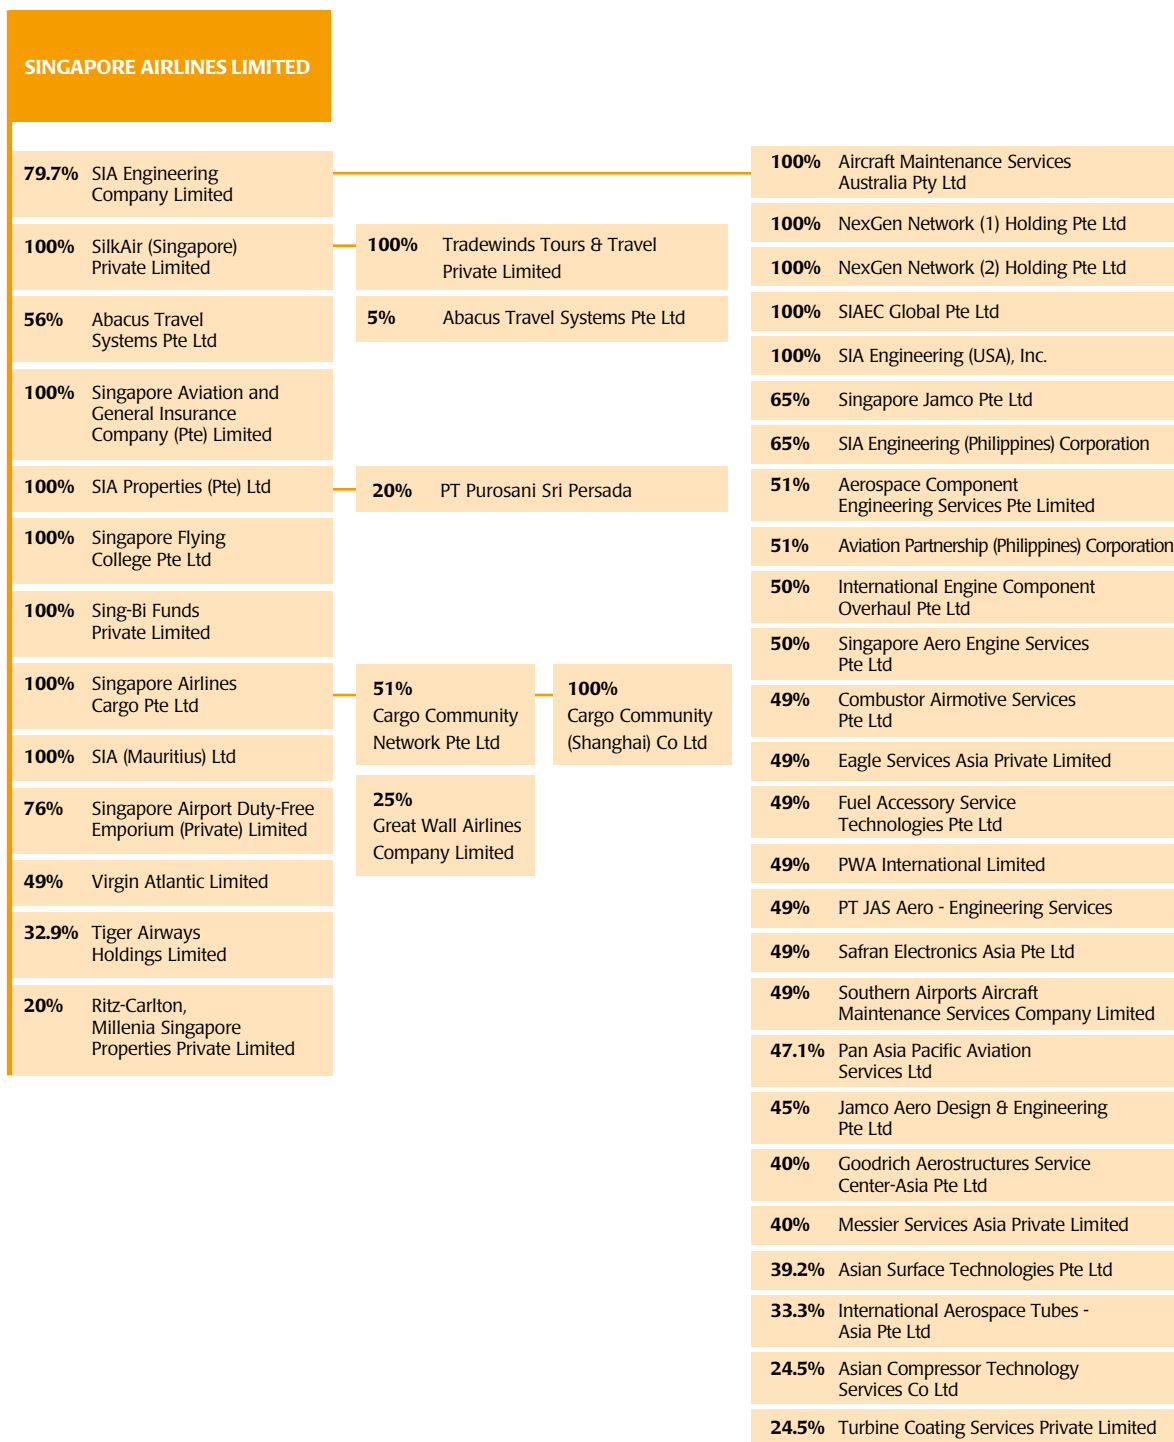 SINGAPORE AIRLINES LIMITED
79.7% SIA Engineering
Company Limited
100% SilkAir (Singapore)
Private Limited
56% Abacus Travel
Systems Pte Ltd
100% Singapore Aviation and
General Insurance
Company (Pte) Limited
100% SIA Properties (Pte) Ltd
100% Singapore Flying
College Pte Ltd
100% Sing-Bi Funds
Private Limited
100% Singapore Airlines
Cargo Pte Ltd
100% SIA (Mauritius) Ltd
76% Singapore Airport Duty-Free
Emporium (Private) Limited
49% Virgin Atlantic Limited
32.9% Tiger Airways
Holdings Limited
20% Ritz-Carlton,
Millenia Singapore
Properties Private Limited
100% Tradewinds Tours & Travel
Private Limited
5% Abacus Travel Systems Pte Ltd
20% PT Purosani Sri Persada
51%
Cargo Community
Network Pte Ltd
100%
Cargo Community
(Shanghai) Co Ltd
25%
Great Wall Airlines
Company Limited
100% Aircraft Maintenance Services
Australia Pty Ltd
100% NexGen Network (1) Holding Pte Ltd
100% NexGen Network (2) Holding Pte Ltd
100% SIAEC Global Pte Ltd
100% SIA Engineering (USA), Inc.
65% Singapore Jamco Pte Ltd
65% SIA Engineering (Philippines) Corporation
51% Aerospace Component
Engineering Services Pte Limited
51% Aviation Partnership (Philippines) Corporation
50% International Engine Component
Overhaul Pte Ltd
50% Singapore Aero Engine Services
Pte Ltd
49% Combustor Airmotive Services
Pte Ltd
49% Eagle Services Asia Private Limited
49% Fuel Accessory Service
Technologies Pte Ltd
49% PWA International Limited
49% PT JAS Aero - Engineering Services
49% Safran Electronics Asia Pte Ltd
49% Southern Airports Aircraft
Maintenance Services Company Limited
47.1% Pan Asia Pacific Aviation
Services Ltd
45% Jamco Aero Design & Engineering
Pte Ltd
40% Goodrich Aerostructures Service
Center-Asia Pte Ltd
40% Messier Services Asia Private Limited
39.2% Asian Surface Technologies Pte Ltd
33.3% International Aerospace Tubes -
Asia Pte Ltd
24.5% Asian Compressor Technology
Services Co Ltd
24.5% Turbine Coating Services Private Limited